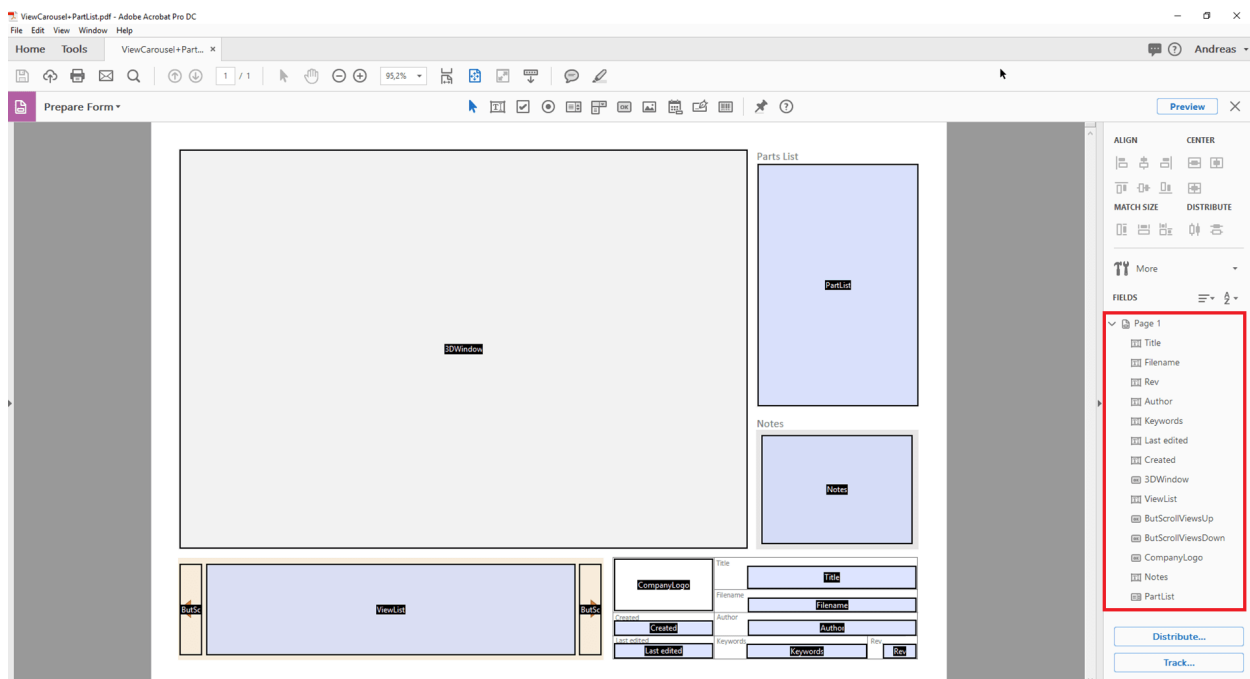 ViewCarousel+PartList.pdf - Adobe Acrobat Pro DC
File Edit View Window Help
Home Tools ViewCarousel+Part... × Andreas
1 / 1 95,2%
Prepare Form Preview
ALIGN CENTER
MATCH SIZE DISTRIBUTE
More
FIELDS
Page 1
Title
Filename
Rev
Author
Keywords
Last edited
Created
3DWindow
ViewList
ButScrollViewsUp
ButScrollViewsDown
CompanyLogo
Notes
PartList
Distribute...
Track...
Parts List
PartList
3DWindow
Notes
Notes
ButSc
ViewList
ButSc
CompanyLogo
Title
Title
Filename
Filename
Created
Created
Author
Author
Last edited
Last edited
Keywords
Keywords
Rev
Rev